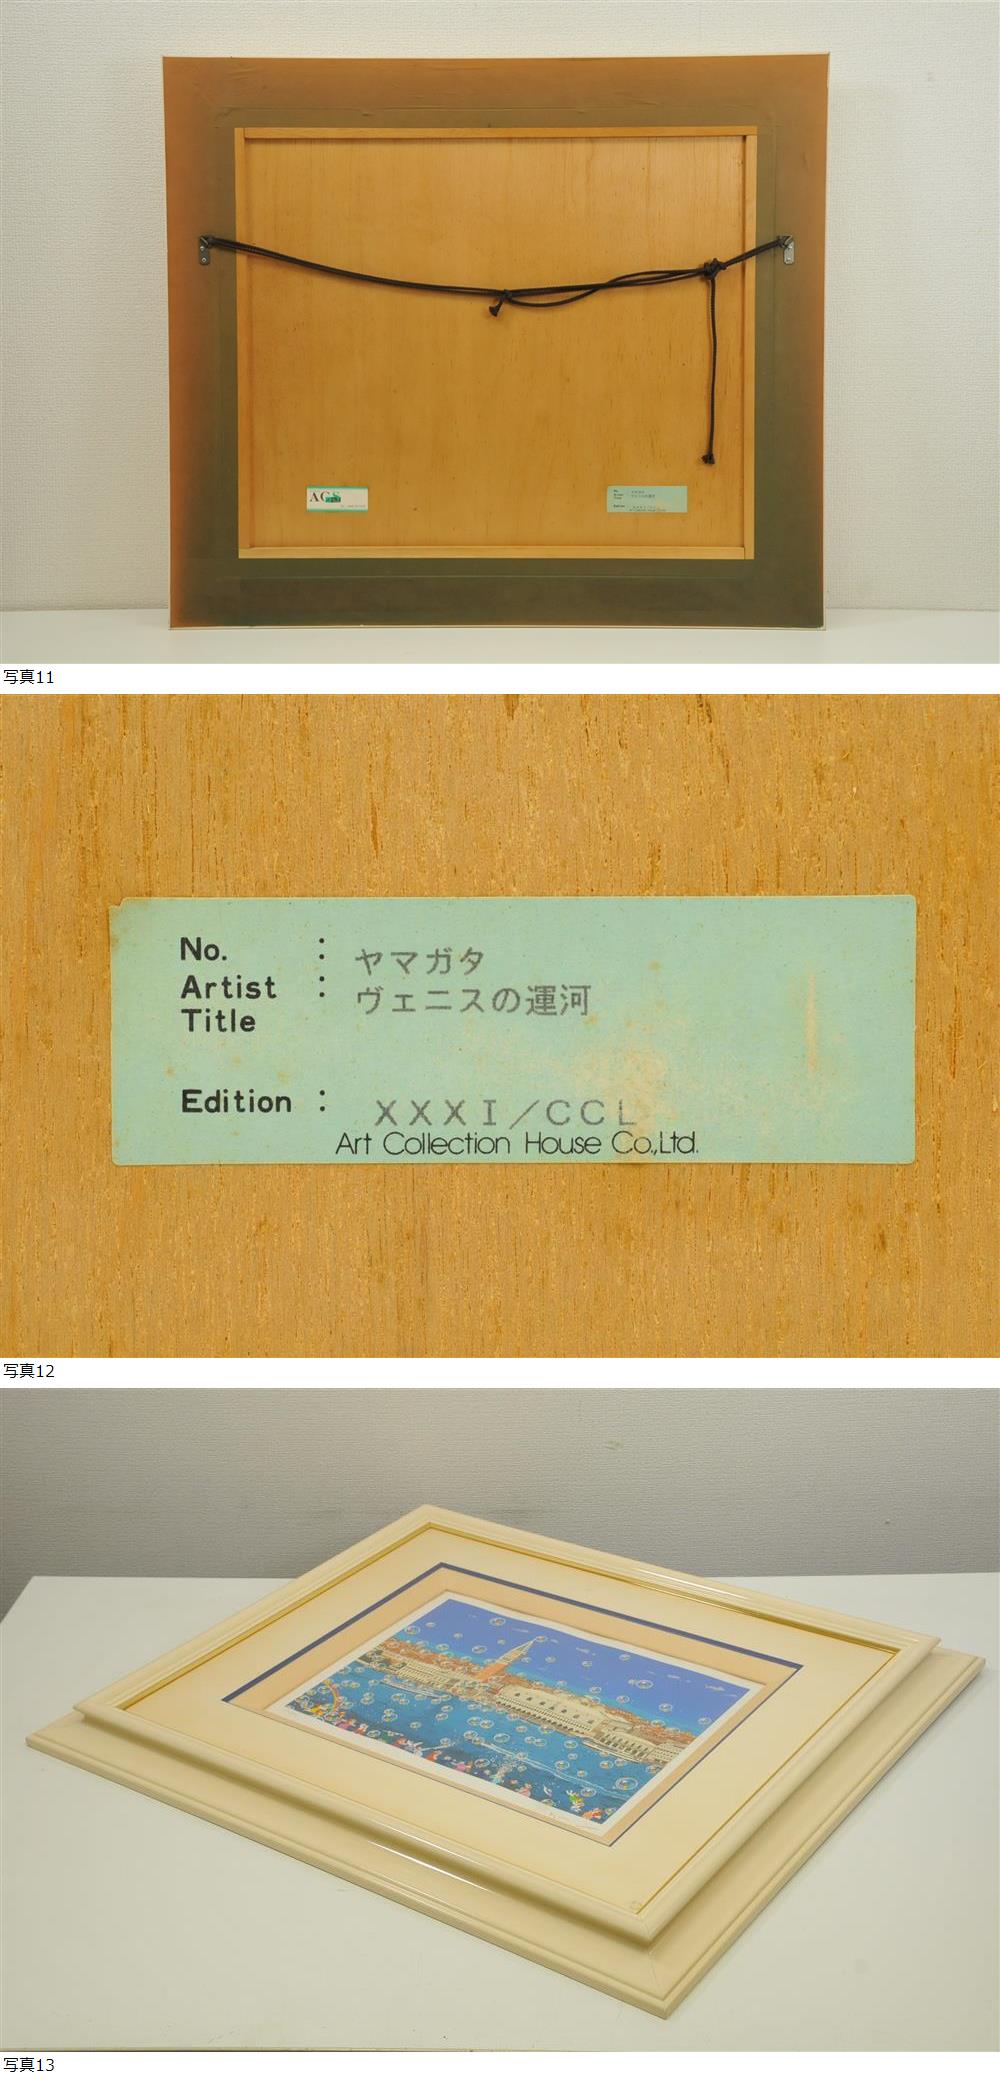 AGS
写真11
No. : ヤマガタ
Artist : ヴェニスの運河
Title
Edition : XXXI/CCL
Art Collection House Co.,Ltd.
写真12
写真13